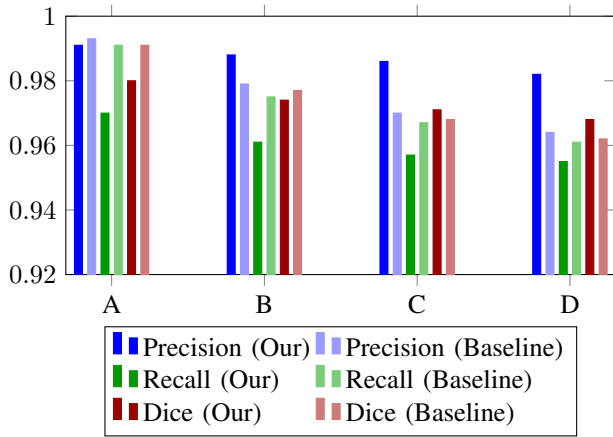 1
0.98
0.96
0.94
0.92
A B C D
Precision (Our) Precision (Baseline)
Recall (Our) Recall (Baseline)
Dice (Our) Dice (Baseline)